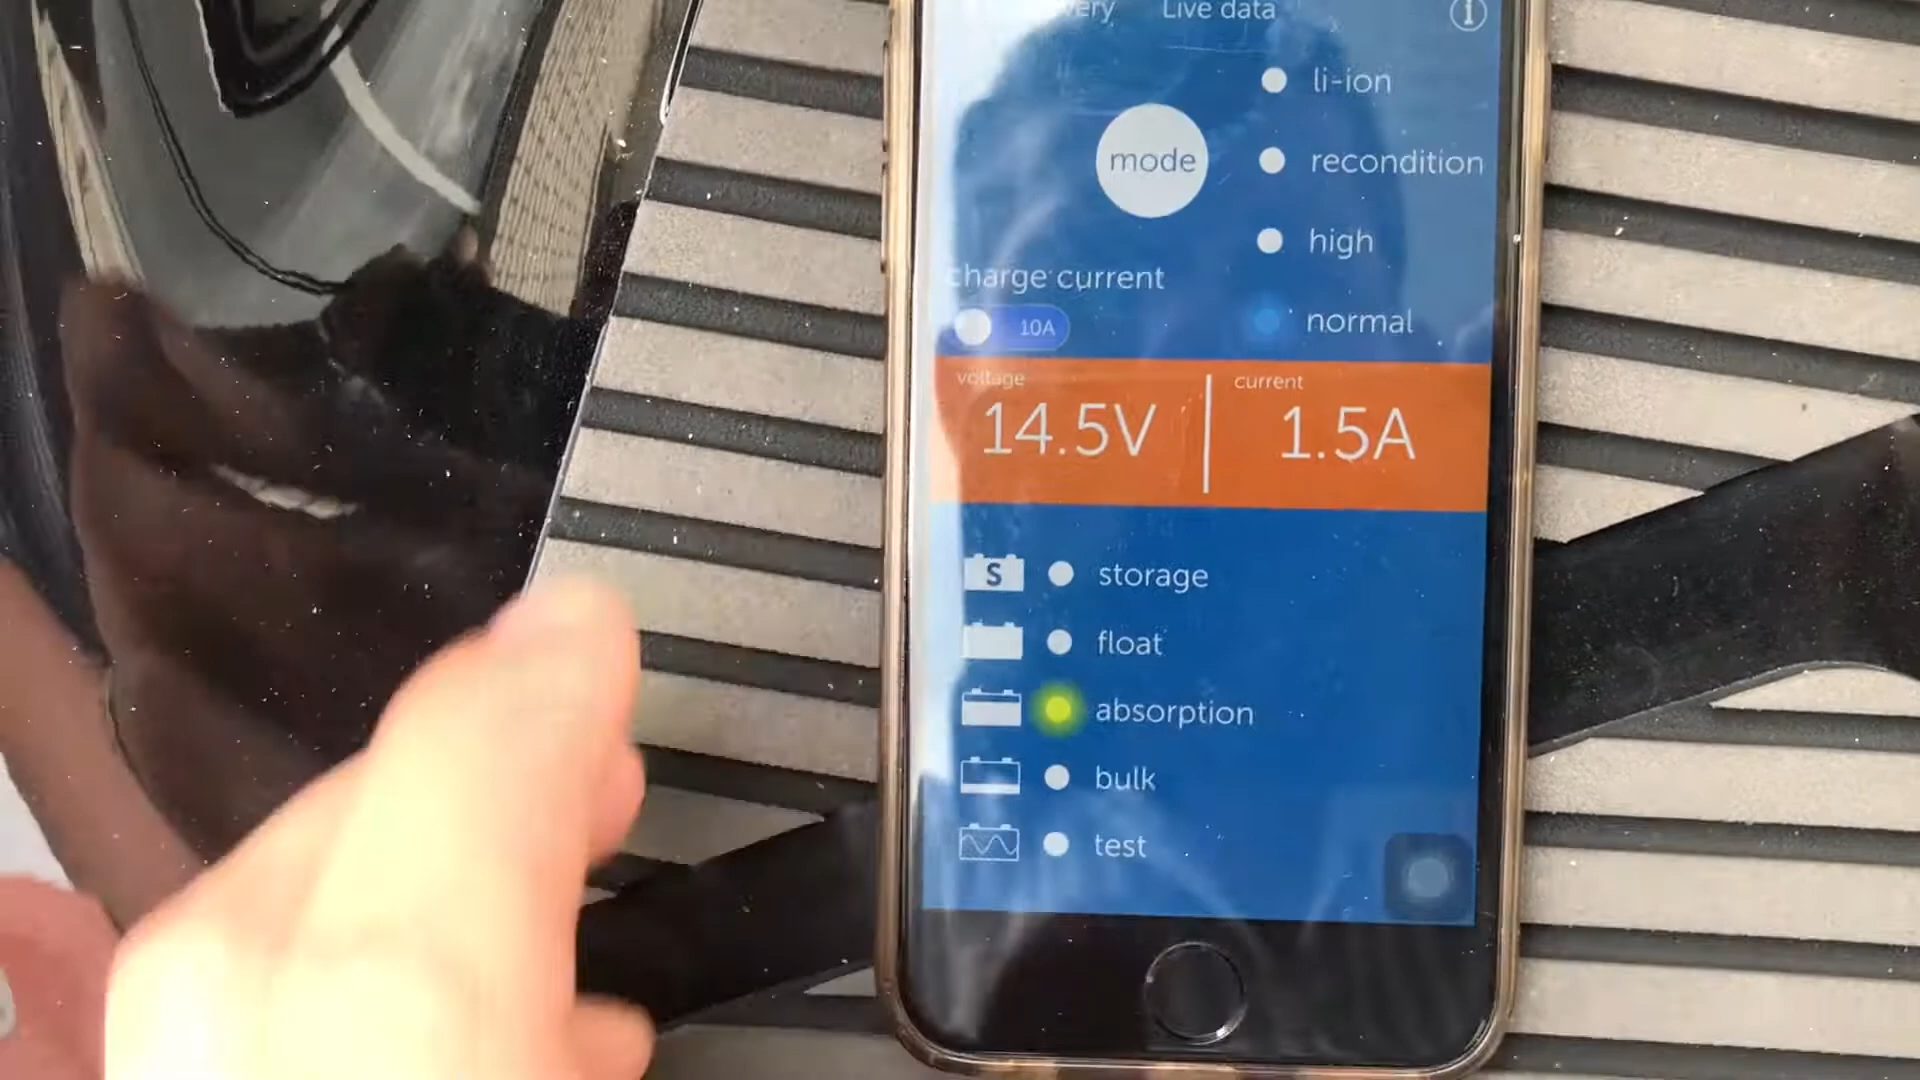 Live data
li-ion
mode
recondition
high
charge current
10A
normal
voltage
current
14.5V
1.5A
S
storage
float
absorption
bulk
test